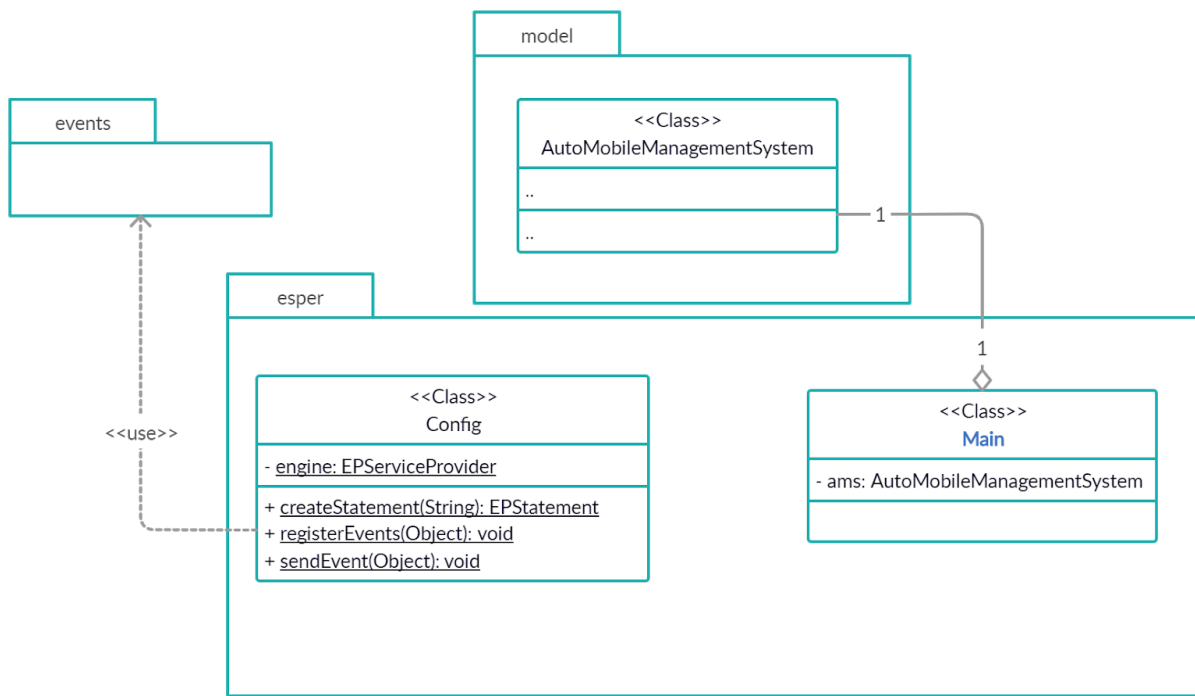 model
events
<<Class>>
AutoMobileManagementSystem
..
..
1
esper
1
<<Class>>
Config
- engine: EPServiceProvider
+ createStatement(String): EPStatement
+ registerEvents(Object): void
+ sendEvent(Object): void
<<use>>
<<Class>>
Main
- ams: AutoMobileManagementSystem